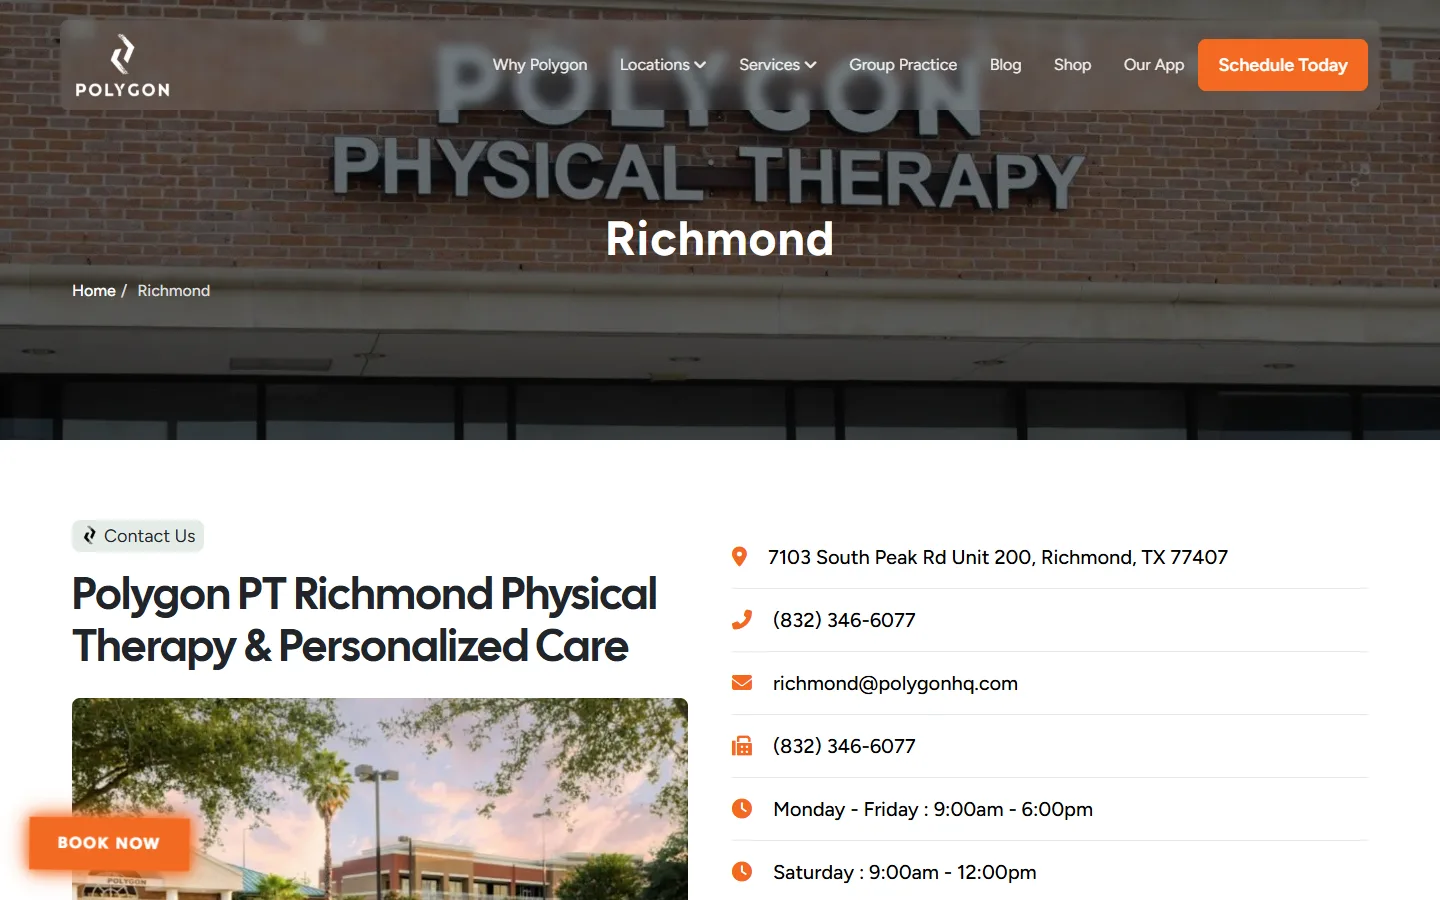 POLYGON
Why Polygon
Locations
Services
Group Practice
Blog
Shop
Our App
Schedule Today
POLYGON
PHYSICAL THERAPY
Richmond
Home / Richmond
Contact Us
Polygon PT Richmond Physical
Therapy & Personalized Care
7103 South Peak Rd Unit 200, Richmond, TX 77407
(832) 346-6077
richmond@polygonhq.com
(832) 346-6077
Monday - Friday : 9:00am - 6:00pm
Saturday : 9:00am - 12:00pm
BOOK NOW
POLYGON